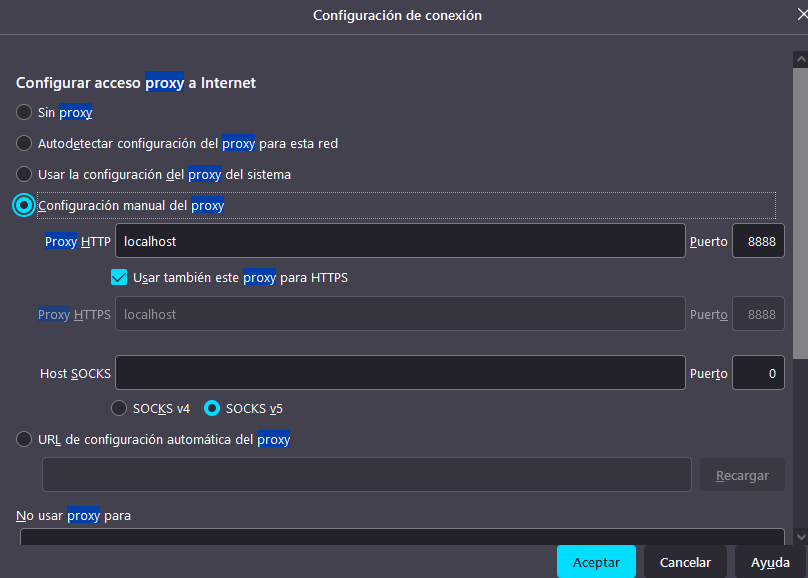 Configuración de conexión
Configurar acceso proxy a Internet
Sin proxy
Autodetectar configuración del proxy para esta red
Usar la configuración del proxy del sistema
Configuración manual del proxy
Proxy HTTP localhost Puerto 8888
Usar también este proxy para HTTPS
Proxy HTTPS localhost Puerto 8888
Host SOCKS Puerto 0
SOCKS v4 SOCKS v5
URL de configuración automática del proxy
Recargar
No usar proxy para
Aceptar Cancelar Ayuda